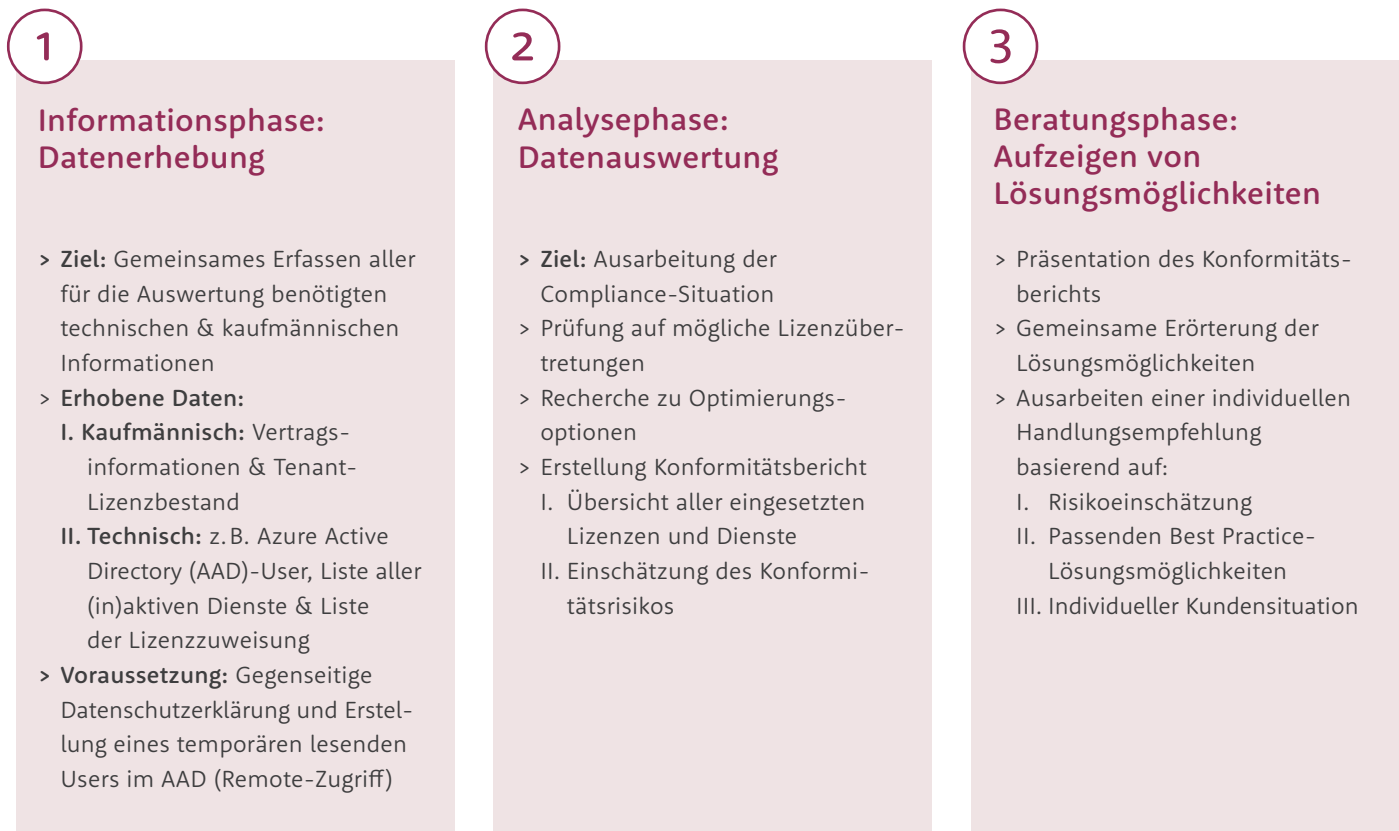 1
Informationsphase:
Datenerhebung
> Ziel: Gemeinsames Erfassen aller
für die Auswertung benötigten
technischen & kaufmännischen
Informationen
> Erhobene Daten:
I. Kaufmännisch: Vertrags-
informationen & Tenant-
Lizenzbestand
II. Technisch: z. B. Azure Active
Directory (AAD)-User, Liste aller
(in)aktiven Dienste & Liste
der Lizenzzuweisung
> Voraussetzung: Gegenseitige
Datenschutzerklärung und Erstel-
lung eines temporären lesenden
Users im AAD (Remote-Zugriff)
2
Analysephase:
Datenauswertung
> Ziel: Ausarbeitung der
Compliance-Situation
> Prüfung auf mögliche Lizenzüber-
tretungen
> Recherche zu Optimierungs-
optionen
> Erstellung Konformitätsbericht
I. Übersicht aller eingesetzten
Lizenzen und Dienste
II. Einschätzung des Konformi-
tätsrisikos
3
Beratungsphase:
Aufzeigen von
Lösungsmöglichkeiten
> Präsentation des Konformitäts-
berichts
> Gemeinsame Erörterung der
Lösungsmöglichkeiten
> Ausarbeiten einer individuellen
Handlungsempfehlung
basierend auf:
I. Risikoeinschätzung
II. Passenden Best Practice-
Lösungsmöglichkeiten
III. Individueller Kundensituation